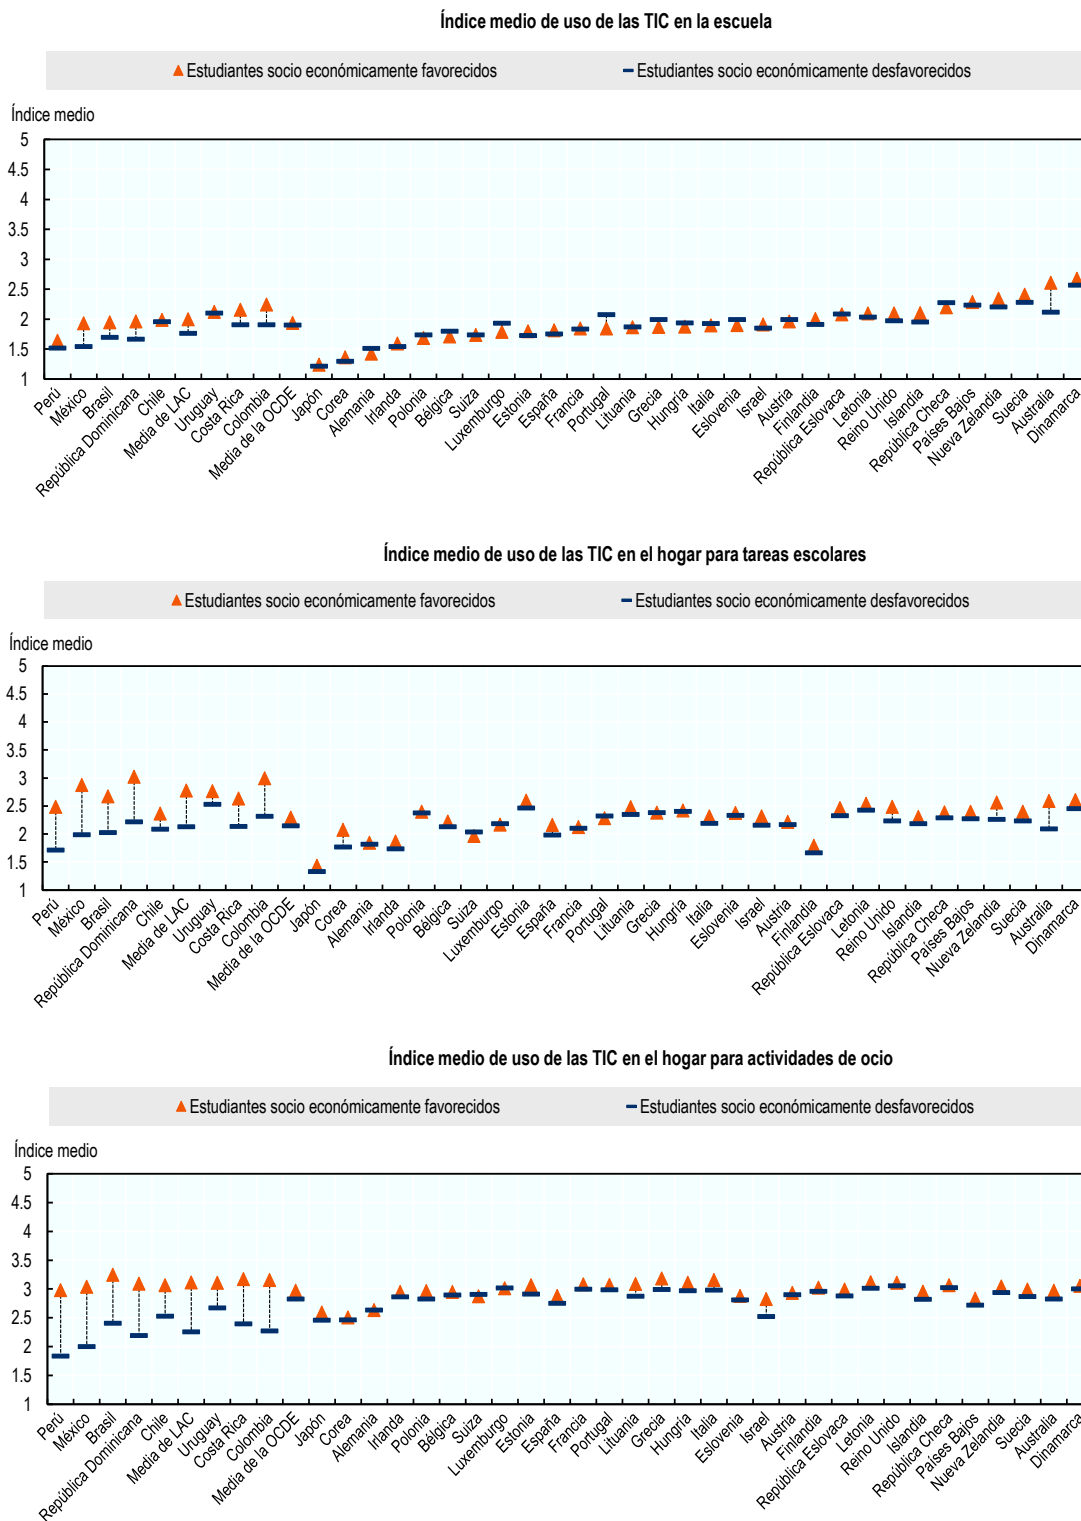 Índice medio de uso de las TIC en la escuela
Estudiantes socio económicamente favorecidos
Estudiantes socio económicamente desfavorecidos
Índice medio
5
4.5
4
3.5
3
2.5
2
1.5
1
Perú
México
Brasil
República Dominicana
Chile
Media de LAC
Uruguay
Costa Rica
Colombia
Media de la OCDE
Japón
Corea
Alemania
Irlanda
Polonia
Bélgica
Suiza
Luxemburgo
Estonia
España
Francia
Portugal
Lituania
Grecia
Hungría
Italia
Eslovenia
Israel
Austria
Finlandia
República Eslovaca
Letonia
Reino Unido
Islandia
República Checa
Países Bajos
Nueva Zelandia
Suecia
Australia
Dinamarca
Índice medio de uso de las TIC en el hogar para tareas escolares
Estudiantes socio económicamente favorecidos
Estudiantes socio económicamente desfavorecidos
Índice medio
5
4.5
4
3.5
3
2.5
2
1.5
1
Perú
México
Brasil
República Dominicana
Chile
Media de LAC
Uruguay
Costa Rica
Colombia
Media de la OCDE
Japón
Corea
Alemania
Irlanda
Polonia
Bélgica
Suiza
Luxemburgo
Estonia
España
Francia
Portugal
Lituania
Grecia
Hungría
Italia
Eslovenia
Israel
Austria
Finlandia
República Eslovaca
Letonia
Reino Unido
Islandia
República Checa
Países Bajos
Nueva Zelandia
Suecia
Australia
Dinamarca
Índice medio de uso de las TIC en el hogar para actividades de ocio
Estudiantes socio económicamente favorecidos
Estudiantes socio económicamente desfavorecidos
Índice medio
5
4.5
4
3.5
3
2.5
2
1.5
1
Perú
México
Brasil
República Dominicana
Chile
Media de LAC
Uruguay
Costa Rica
Colombia
Media de la OCDE
Japón
Corea
Alemania
Irlanda
Polonia
Bélgica
Suiza
Luxemburgo
Estonia
España
Francia
Portugal
Lituania
Grecia
Hungría
Italia
Eslovenia
Israel
Austria
Finlandia
República Eslovaca
Letonia
Reino Unido
Islandia
República Checa
Países Bajos
Nueva Zelandia
Suecia
Australia
Dinamarca